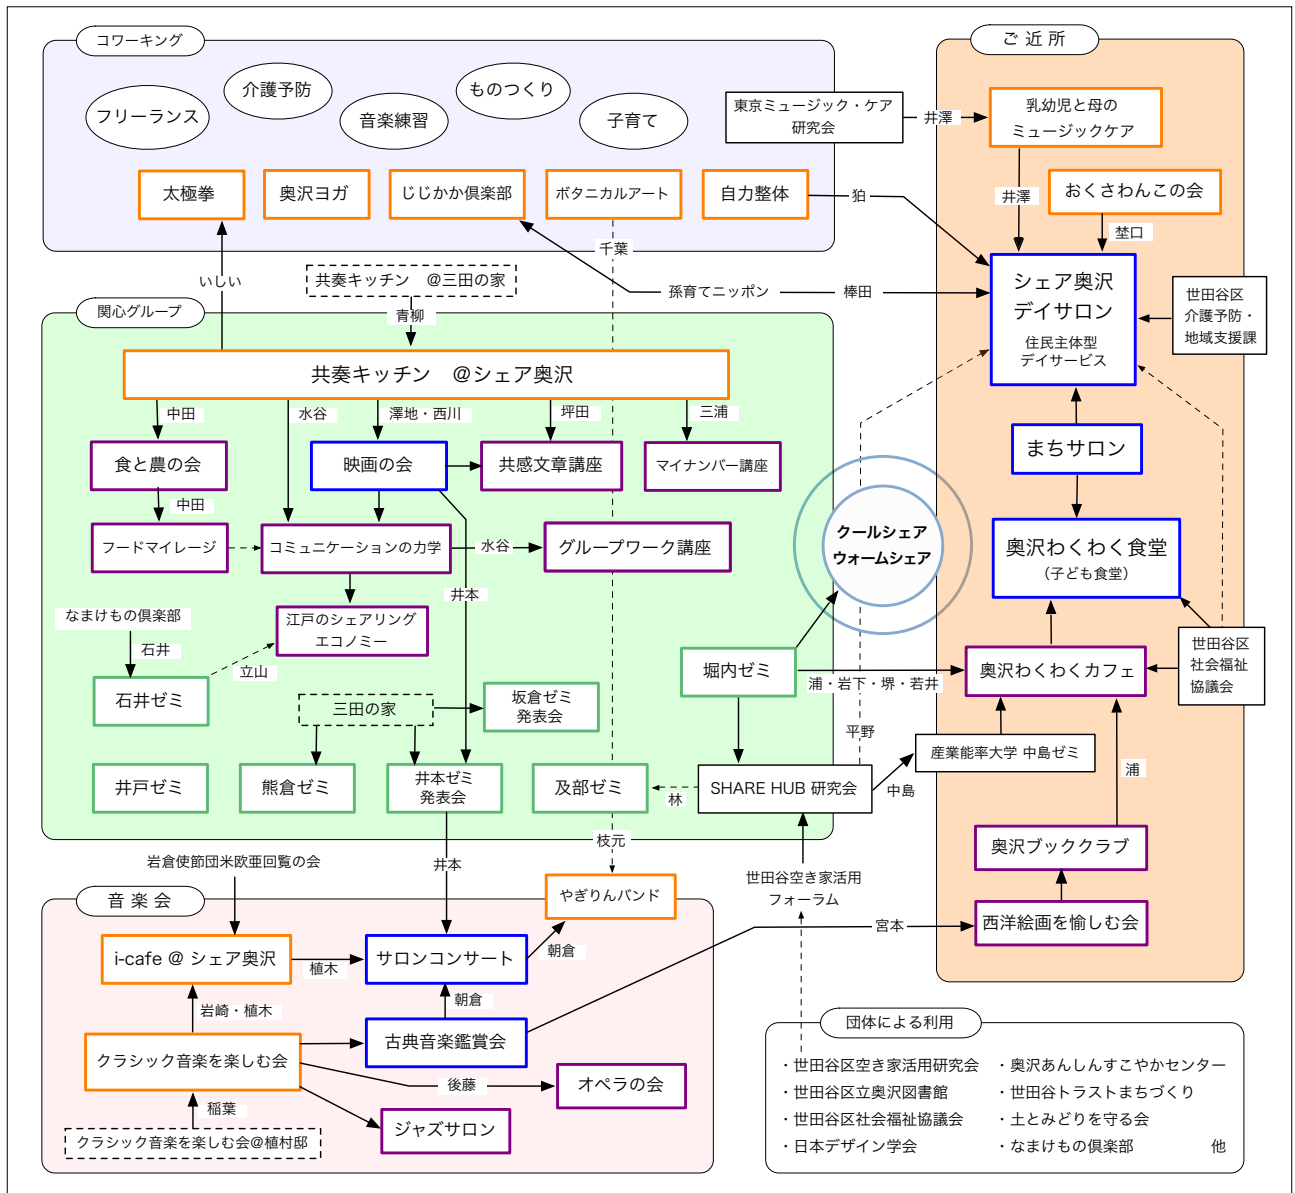 コワーキング
フリーランス
介護予防
音楽練習
ものつくり
子育て
東京ミュージック・ケア
研究会
太極拳
奥沢ヨガ
じじかか倶楽部
ボタニカルアート
自力整体
ご 近 所
井澤
乳幼児と母の
ミュージックケア
井澤
おくさわんこの会
埜口
狛
千葉
いしい
共奏キッチン　@三田の家
青柳
孫育てニッポン
棒田
シェア奥沢
デイサロン
住民主体型
デイサービス
世田谷区
介護予防・
地域支援課
関心グループ
共奏キッチン　@シェア奥沢
中田
水谷
澤地・西川
坪田
三浦
食と農の会
映画の会
共感文章講座
マイナンバー講座
まちサロン
中田
フードマイレージ
コミュニケーションの力学
水谷
グループワーク講座
クールシェア
ウォームシェア
奥沢わくわく食堂
（子ども食堂）
井本
なまけもの倶楽部
石井
江戸のシェアリング
エコノミー
立山
石井ゼミ
三田の家
坂倉ゼミ
発表会
堀内ゼミ
浦・岩下・堺・若井
奥沢わくわくカフェ
世田谷区
社会福祉
協議会
平野
産業能率大学 中島ゼミ
井戸ゼミ
熊倉ゼミ
井本ゼミ
発表会
及部ゼミ
林
SHARE HUB 研究会
中島
浦
枝元
井本
奥沢ブッククラブ
岩倉使節団米欧亜回覧の会
世田谷空き家活用
フォーラム
音 楽 会
やぎりんバンド
西洋絵画を愉しむ会
宮本
i-cafe @ シェア奥沢
植木
サロンコンサート
朝倉
岩崎・植木
朝倉
クラシック音楽を楽しむ会
古典音楽鑑賞会
後藤
オペラの会
稲葉
ジャズサロン
クラシック音楽を楽しむ会@植村邸
団体による利用
・世田谷区空き家活用研究会
・世田谷区立奥沢図書館
・世田谷区社会福祉協議会
・日本デザイン学会
・奥沢あんしんすこやかセンター
・世田谷トラストまちづくり
・土とみどりを守る会
・なまけもの倶楽部　　　　　他